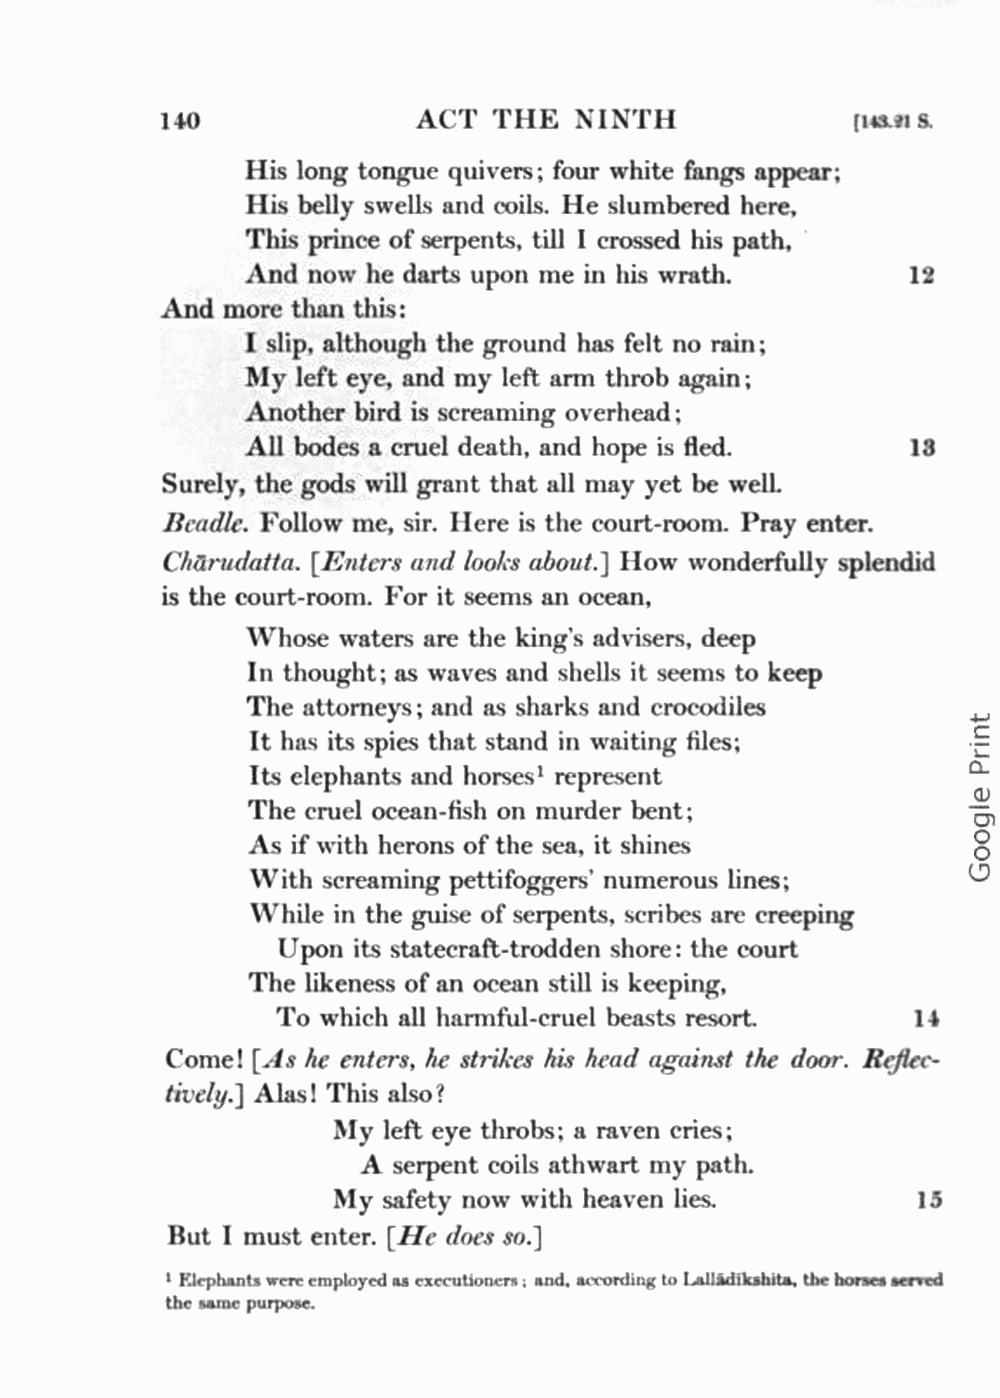 140 ACT THE NINTH [143.21 S.
His long tongue quivers; four white fangs appear;
His belly swells and coils. He slumbered here,
This prince of serpents, till I crossed his path,
And now he darts upon me in his wrath. 12
And more than this:
I slip, although the ground has felt no rain;
My left eye, and my left arm throb again;
Another bird is screaming overhead;
All bodes a cruel death, and hope is fled. 13
Surely, the gods will grant that all may yet be well.
Beadle. Follow me, sir. Here is the court-room. Pray enter.
Chārudatta. [Enters and looks about.] How wonderfully splendid
is the court-room. For it seems an ocean,
Whose waters are the king's advisers, deep
In thought; as waves and shells it seems to keep
The attorneys; and as sharks and crocodiles
It has its spies that stand in waiting files;
Its elephants and horses¹ represent
The cruel ocean-fish on murder bent;
As if with herons of the sea, it shines
With screaming pettifoggers' numerous lines;
While in the guise of serpents, scribes are creeping
Upon its statecraft-trodden shore: the court
The likeness of an ocean still is keeping,
To which all harmful-cruel beasts resort. 14
Come! [As he enters, he strikes his head against the door. Reflec-
tively.] Alas! This also?
My left eye throbs; a raven cries;
A serpent coils athwart my path.
My safety now with heaven lies. 15
But I must enter. [He does so.]
¹ Elephants were employed as executioners; and, according to Lallādīkshita, the horses served
the same purpose.
Google Print